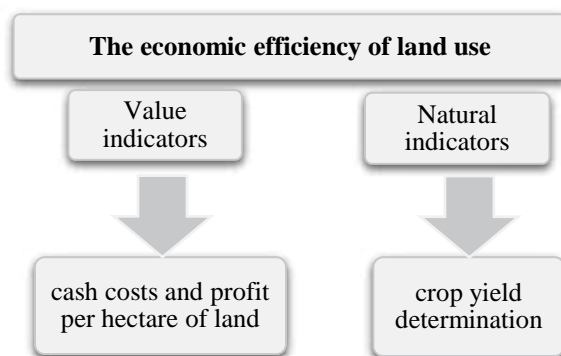 The economic efficiency of land use
Value
indicators
Natural
indicators
cash costs and profit
per hectare of land
crop yield
determination